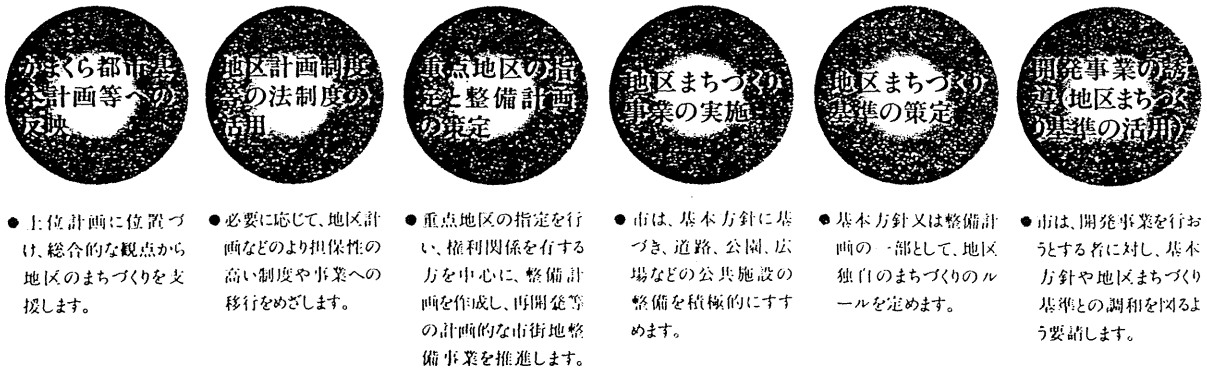 かまくら都市基
本計画等への
反映
●上位計画に位置づ
け、総合的な観点から
地区のまちづくりを支
援します。
地区計画制度
等の法制度の
活用
●必要に応じて、地区計
画などのより担保性の
高い制度や事業への
移行をめざします。
重点地区の指
定と整備計画
の策定
●重点地区の指定を行
い、権利関係を有する
方を中心に、整備計
画を作成し、再開発等
の計画的な市街地整
備事業を推進します。
地区まちづくり
事業の実施
●市は、基本方針に基
づき、道路、公園、広
場などの公共施設の
整備を積極的にすす
めます。
地区まちづくり
基準の策定
●基本方針又は整備計
画の一部として、地区
独自のまちづくりのル
ールを定めます。
開発事業の誘
導(地区まちづく
り基準の活用)
●市は、開発事業を行お
うとする者に対し、基本
方針や地区まちづくり
基準との調和を図るよ
う要請します。